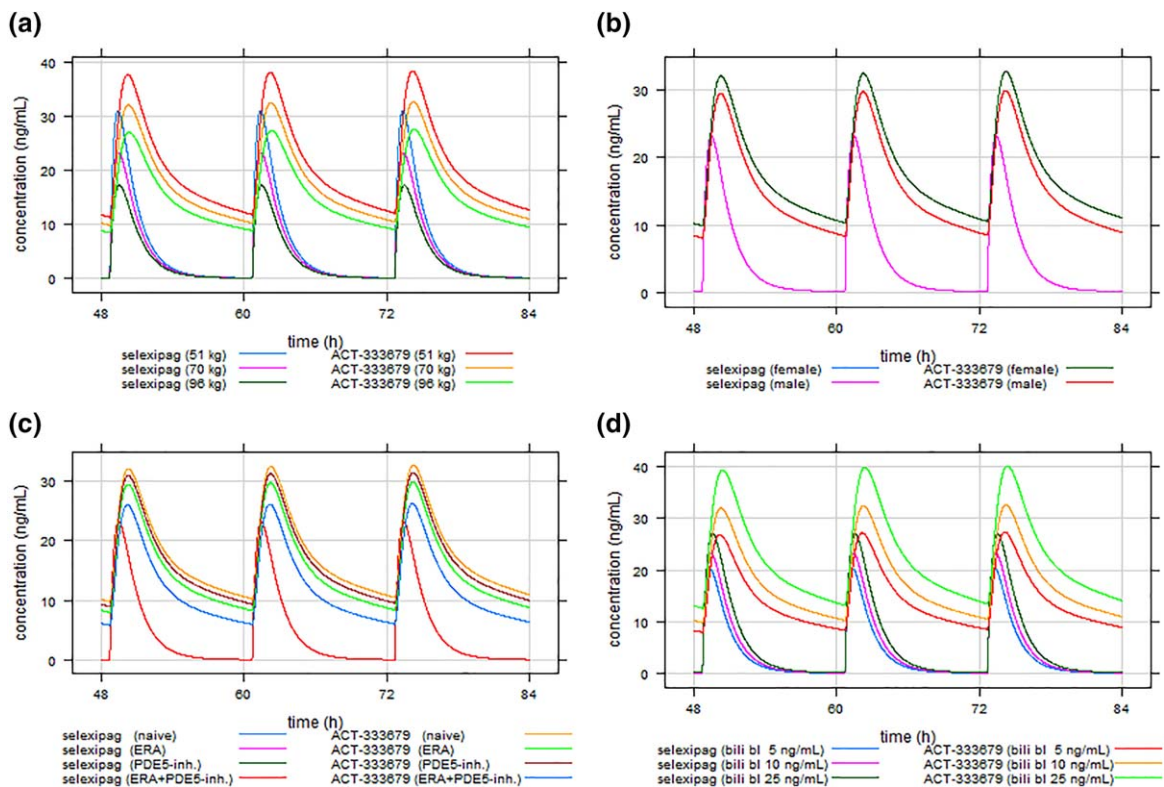 (a)
concentration (ng/mL)
40
30
20
10
0
48
60
72
84
time (h)
selexipag (51 kg)
ACT-333679 (51 kg)
selexipag (70 kg)
ACT-333679 (70 kg)
selexipag (96 kg)
ACT-333679 (96 kg)
(b)
concentration (ng/mL)
30
20
10
0
48
60
72
84
time (h)
selexipag (female)
ACT-333679 (female)
selexipag (male)
ACT-333679 (male)
(c)
concentration (ng/mL)
30
20
10
0
48
60
72
84
time (h)
selexipag (naive)
ACT-333679 (naive)
selexipag (ERA)
ACT-333679 (ERA)
selexipag (PDE5-inh.)
ACT-333679 (PDE5-inh.)
selexipag (ERA+PDE5-inh.)
ACT-333679 (ERA+PDE5-inh.)
(d)
concentration (ng/mL)
40
30
20
10
0
48
60
72
84
time (h)
selexipag (bili bl 5 ng/mL)
ACT-333679 (bili bl 5 ng/mL)
selexipag (bili bl 10 ng/mL)
ACT-333679 (bili bl 10 ng/mL)
selexipag (bili bl 25 ng/mL)
ACT-333679 (bili bl 25 ng/mL)